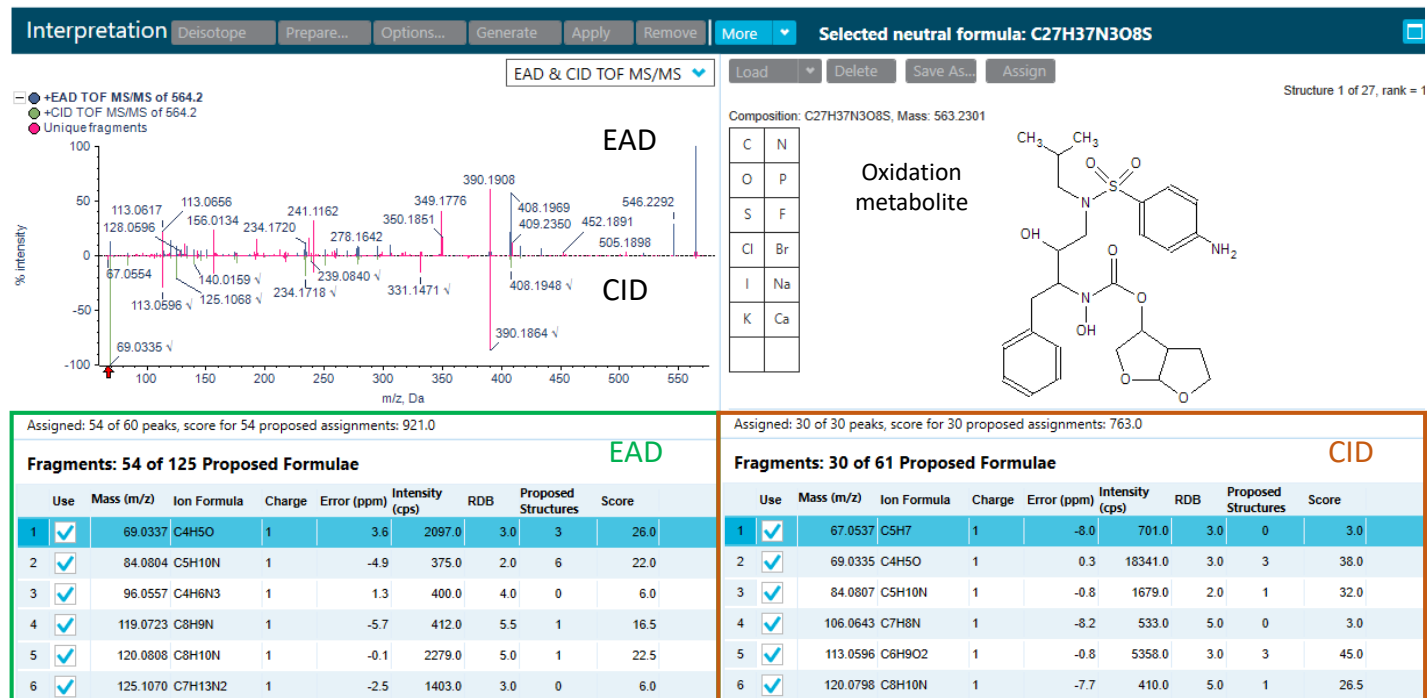 Interpretation Deisotope Prepare... Options... Generate Apply Remove More Selected neutral formula: C27H37N3O8S
EAD & CID TOF MS/MS
+EAD TOF MS/MS of 564.2
+CID TOF MS/MS of 564.2
Unique fragments
EAD
100
50
0
-50
-100
% intensity
113.0617
113.0656
128.0596
156.0134
234.1720
241.1162
278.1642
350.1851
349.1776
390.1908
408.1969
409.2350
452.1891
505.1898
546.2292
67.0554
113.0596 √
140.0159 √
125.1068 √
234.1718 √
239.0840 √
331.1471 √
408.1948 √
390.1864 √
69.0335 √
CID
100 150 200 250 300 350 400 450 500 550
m/z, Da
Load Delete Save As... Assign
Structure 1 of 27, rank = 1
Composition: C27H37N3O8S, Mass: 563.2301
C N
O P
S F
Cl Br
I Na
K Ca
Oxidation
metabolite
CH3 CH3
O O
S
N
OH
O
NH2
N
O
OH
O
O
Assigned: 54 of 60 peaks, score for 54 proposed assignments: 921.0
EAD
Fragments: 54 of 125 Proposed Formulae
Use Mass (m/z) Ion Formula Charge Error (ppm) Intensity (cps) RDB Proposed Structures Score
1 69.0337 C4H5O 1 3.6 2097.0 3.0 3 26.0
2 84.0804 C5H10N 1 -4.9 375.0 2.0 6 22.0
3 96.0557 C4H6N3 1 1.3 400.0 4.0 0 6.0
4 119.0723 C8H9N 1 -5.7 412.0 5.5 1 16.5
5 120.0808 C8H10N 1 -0.1 2279.0 5.0 1 22.5
6 125.1070 C7H13N2 1 -2.5 1403.0 3.0 0 6.0
Assigned: 30 of 30 peaks, score for 30 proposed assignments: 763.0
CID
Fragments: 30 of 61 Proposed Formulae
Use Mass (m/z) Ion Formula Charge Error (ppm) Intensity (cps) RDB Proposed Structures Score
1 67.0537 C5H7 1 -8.0 701.0 3.0 0 3.0
2 69.0335 C4H5O 1 0.3 18341.0 3.0 3 38.0
3 84.0807 C5H10N 1 -0.8 1679.0 2.0 1 32.0
4 106.0643 C7H8N 1 -8.2 533.0 5.0 0 3.0
5 113.0596 C6H9O2 1 -0.8 5358.0 3.0 3 45.0
6 120.0798 C8H10N 1 -7.7 410.0 5.0 1 26.5